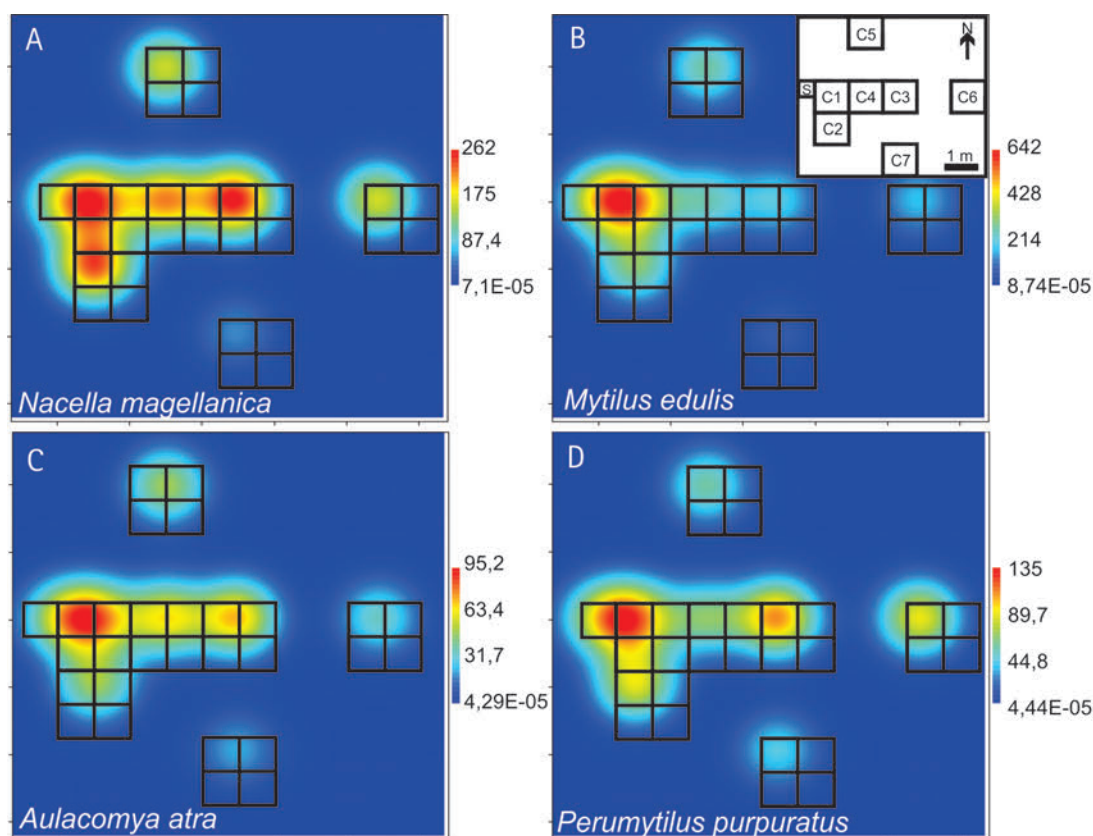 A
262
175
87,4
7,1E-05
Nacella magellanica
B
N
C5
S
C1
C4
C3
C6
C2
C7
1 m
642
428
214
8,74E-05
Mytilus edulis
C
95,2
63,4
31,7
4,29E-05
Aulacomya atra
D
135
89,7
44,8
4,44E-05
Perumytilus purpuratus